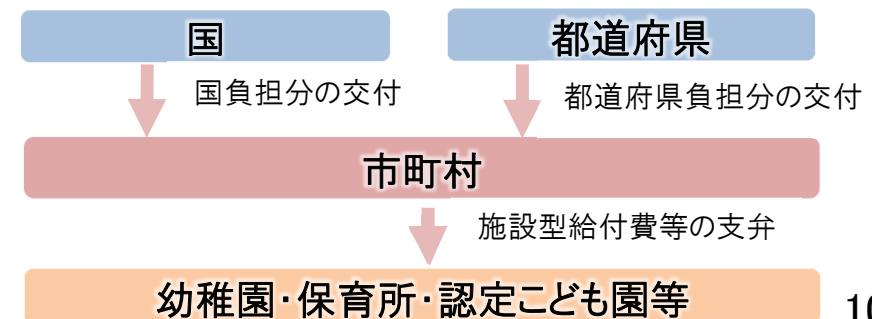 国
都道府県
国負担分の交付
都道府県負担分の交付
市町村
施設型給付費等の支弁
幼稚園・保育所・認定こども園等